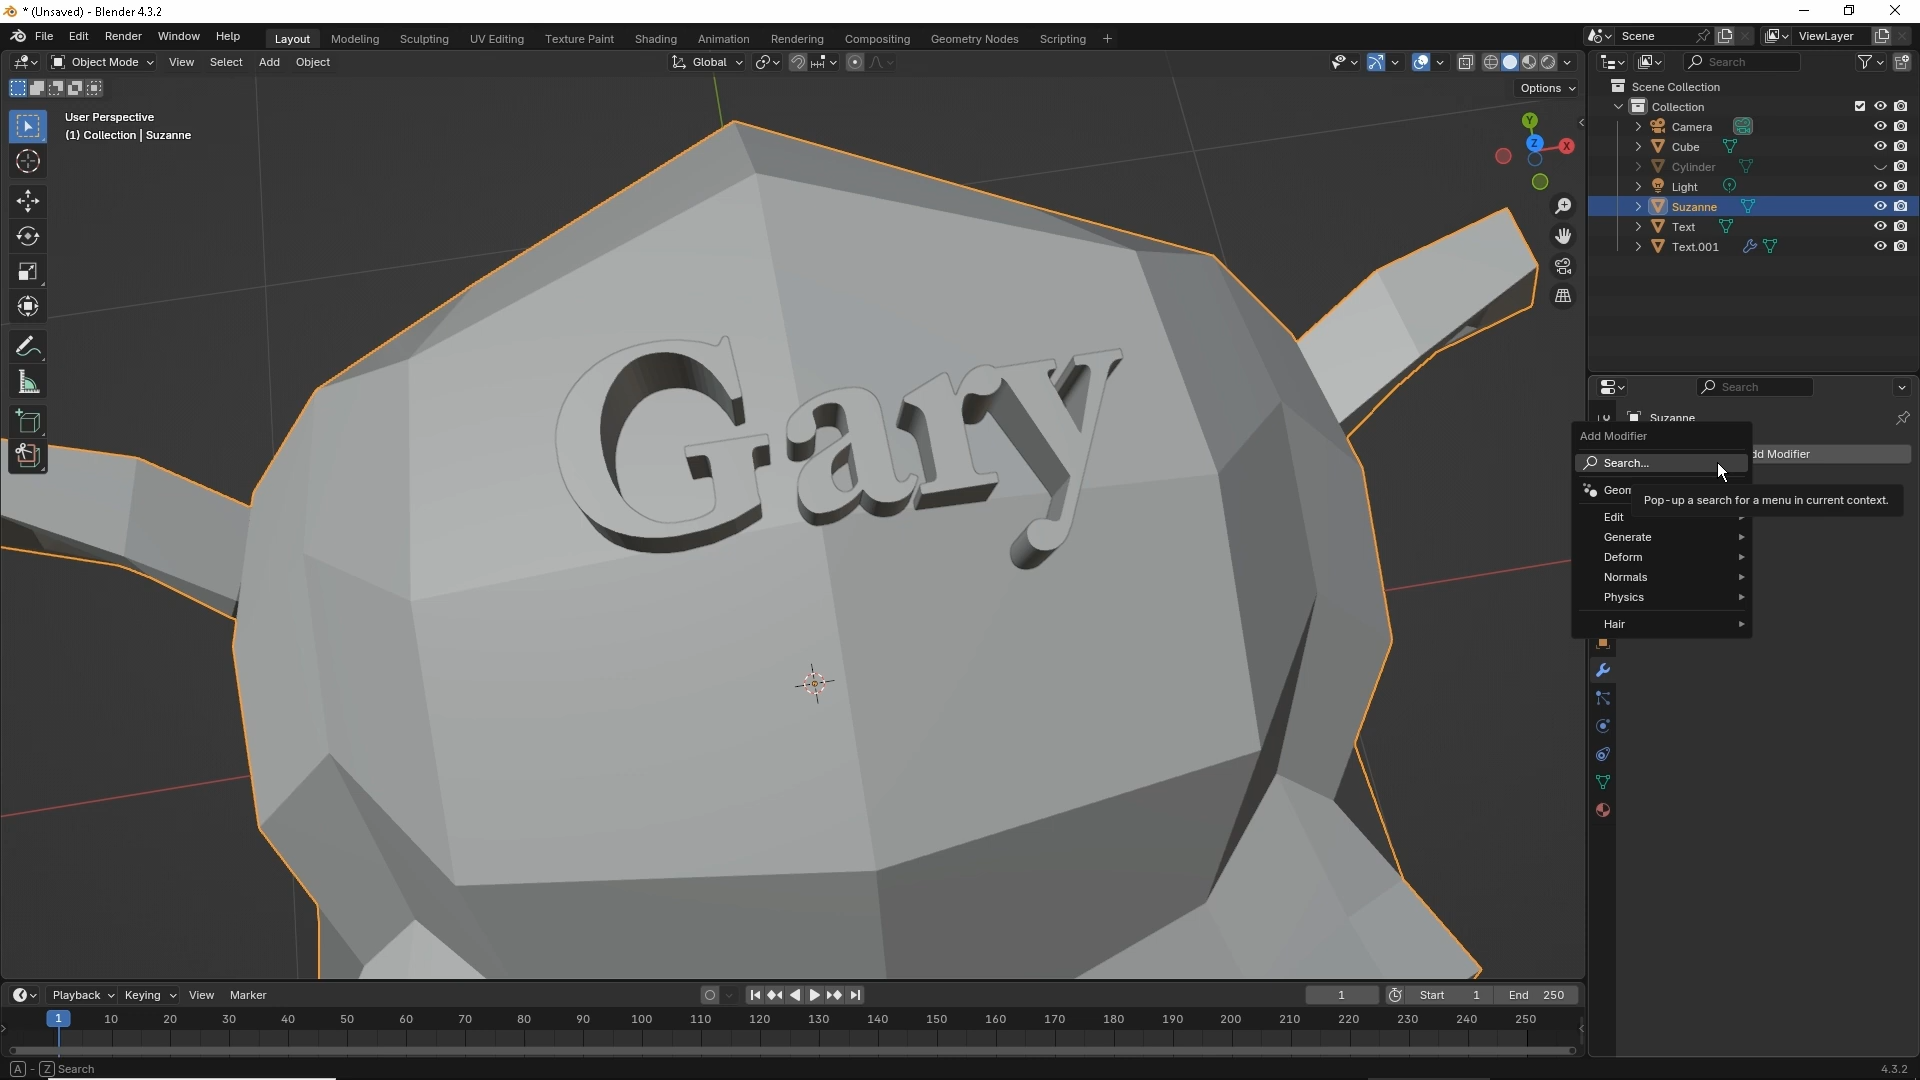 * (Unsaved) - Blender 4.3.2
File Edit Render Window Help Layout Modeling Sculpting UV Editing Texture Paint Shading Animation Rendering Compositing Geometry Nodes Scripting + Scene ViewLayer
Object Mode View Select Add Object Global Search
Options
User Perspective
(1) Collection | Suzanne
Y
Z
X
Scene Collection
Collection
Camera
Cube
Cylinder
Light
Suzanne
Text
Text.001
Gary
Search
Suzanne
Add Modifier
dd Modifier
Search...
Geom
Pop-up a search for a menu in current context.
Edit
Generate
Deform
Normals
Physics
Hair
Playback Keying View Marker 1 Start 1 End 250
1 10 20 30 40 50 60 70 80 90 100 110 120 130 140 150 160 170 180 190 200 210 220 230 240 250
A - Z Search 4.3.2